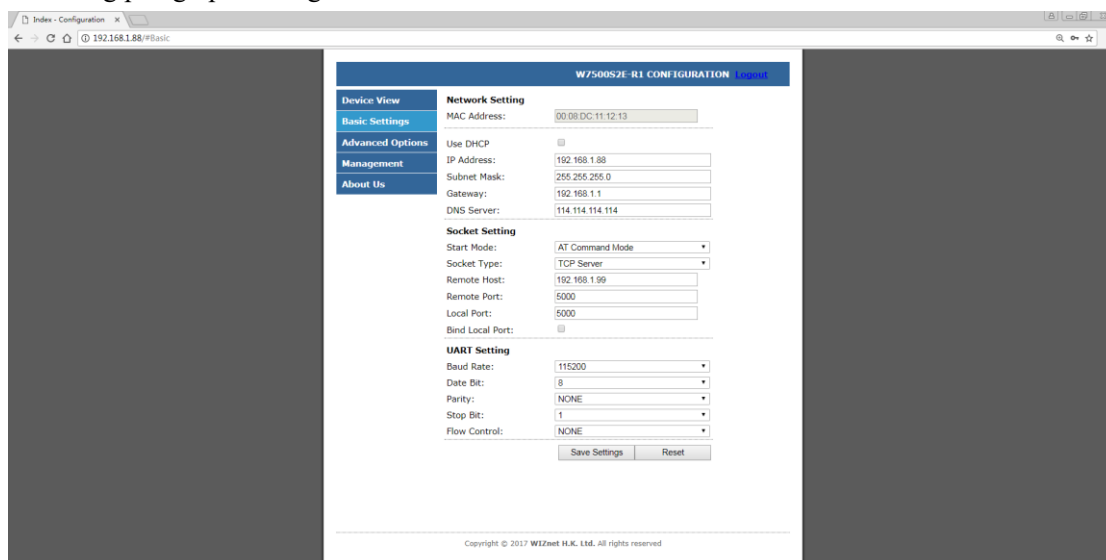 Index - Configuration
192.168.1.88/#Basic
W7500S2E-R1 CONFIGURATION Logout
Device View
Basic Settings
Advanced Options
Management
About Us
Network Setting
MAC Address: 00:08:DC:11:12:13
Use DHCP
IP Address: 192.168.1.88
Subnet Mask: 255.255.255.0
Gateway: 192.168.1.1
DNS Server: 114.114.114.114
Socket Setting
Start Mode: AT Command Mode
Socket Type: TCP Server
Remote Host: 192.168.1.99
Remote Port: 5000
Local Port: 5000
Bind Local Port:
UART Setting
Baud Rate: 115200
Date Bit: 8
Parity: NONE
Stop Bit: 1
Flow Control: NONE
Save Settings Reset
Copyright © 2017 WIZnet H.K. Ltd. All rights reserved